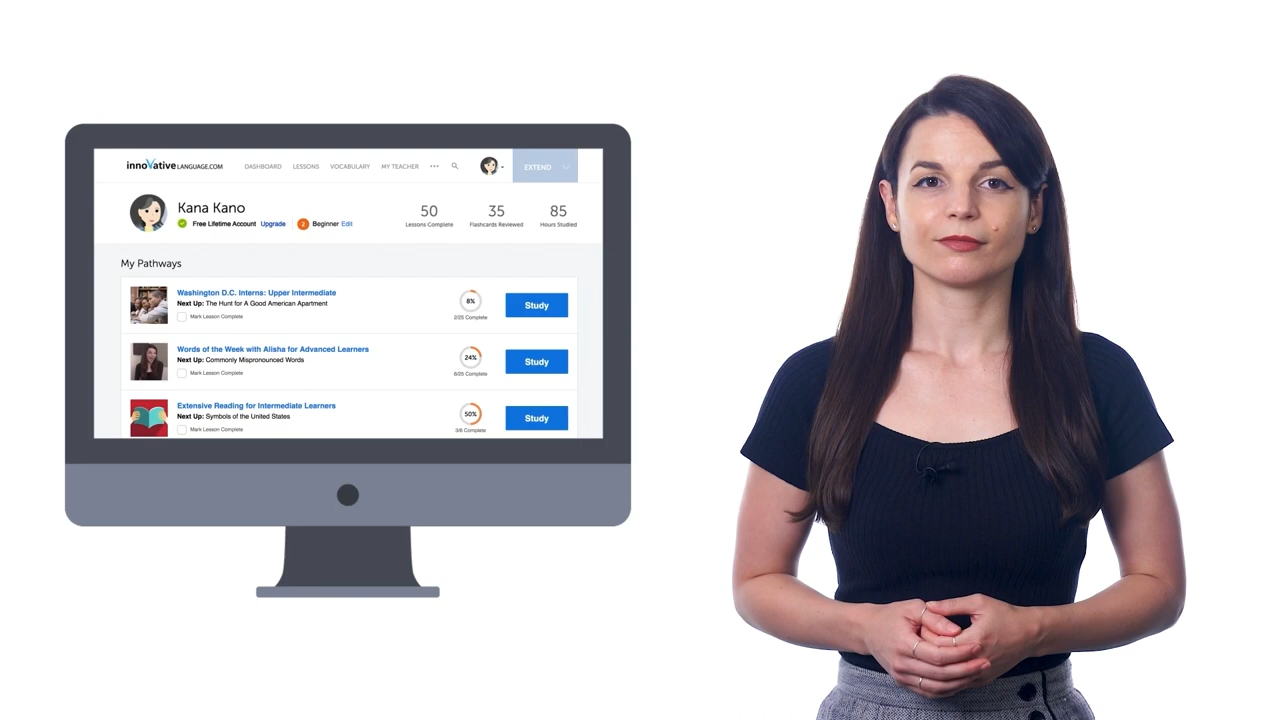 innovative LANGUAGE.COM DASHBOARD LESSONS VOCABULARY MY TEACHER ••• EXTEND
Kana Kano
Free Lifetime Account Upgrade 2 Beginner Edit
50 35 85
Lessons Complete Flashcards Reviewed Hours Studied
My Pathways
Washington D.C. Interns: Upper Intermediate
Next Up: The Hunt for A Good American Apartment
Mark Lesson Complete
8%
2/25 Complete
Study
Words of the Week with Alisha for Advanced Learners
Next Up: Commonly Mispronounced Words
Mark Lesson Complete
24%
6/25 Complete
Study
Extensive Reading for Intermediate Learners
Next Up: Symbols of the United States
Mark Lesson Complete
50%
3/6 Complete
Study